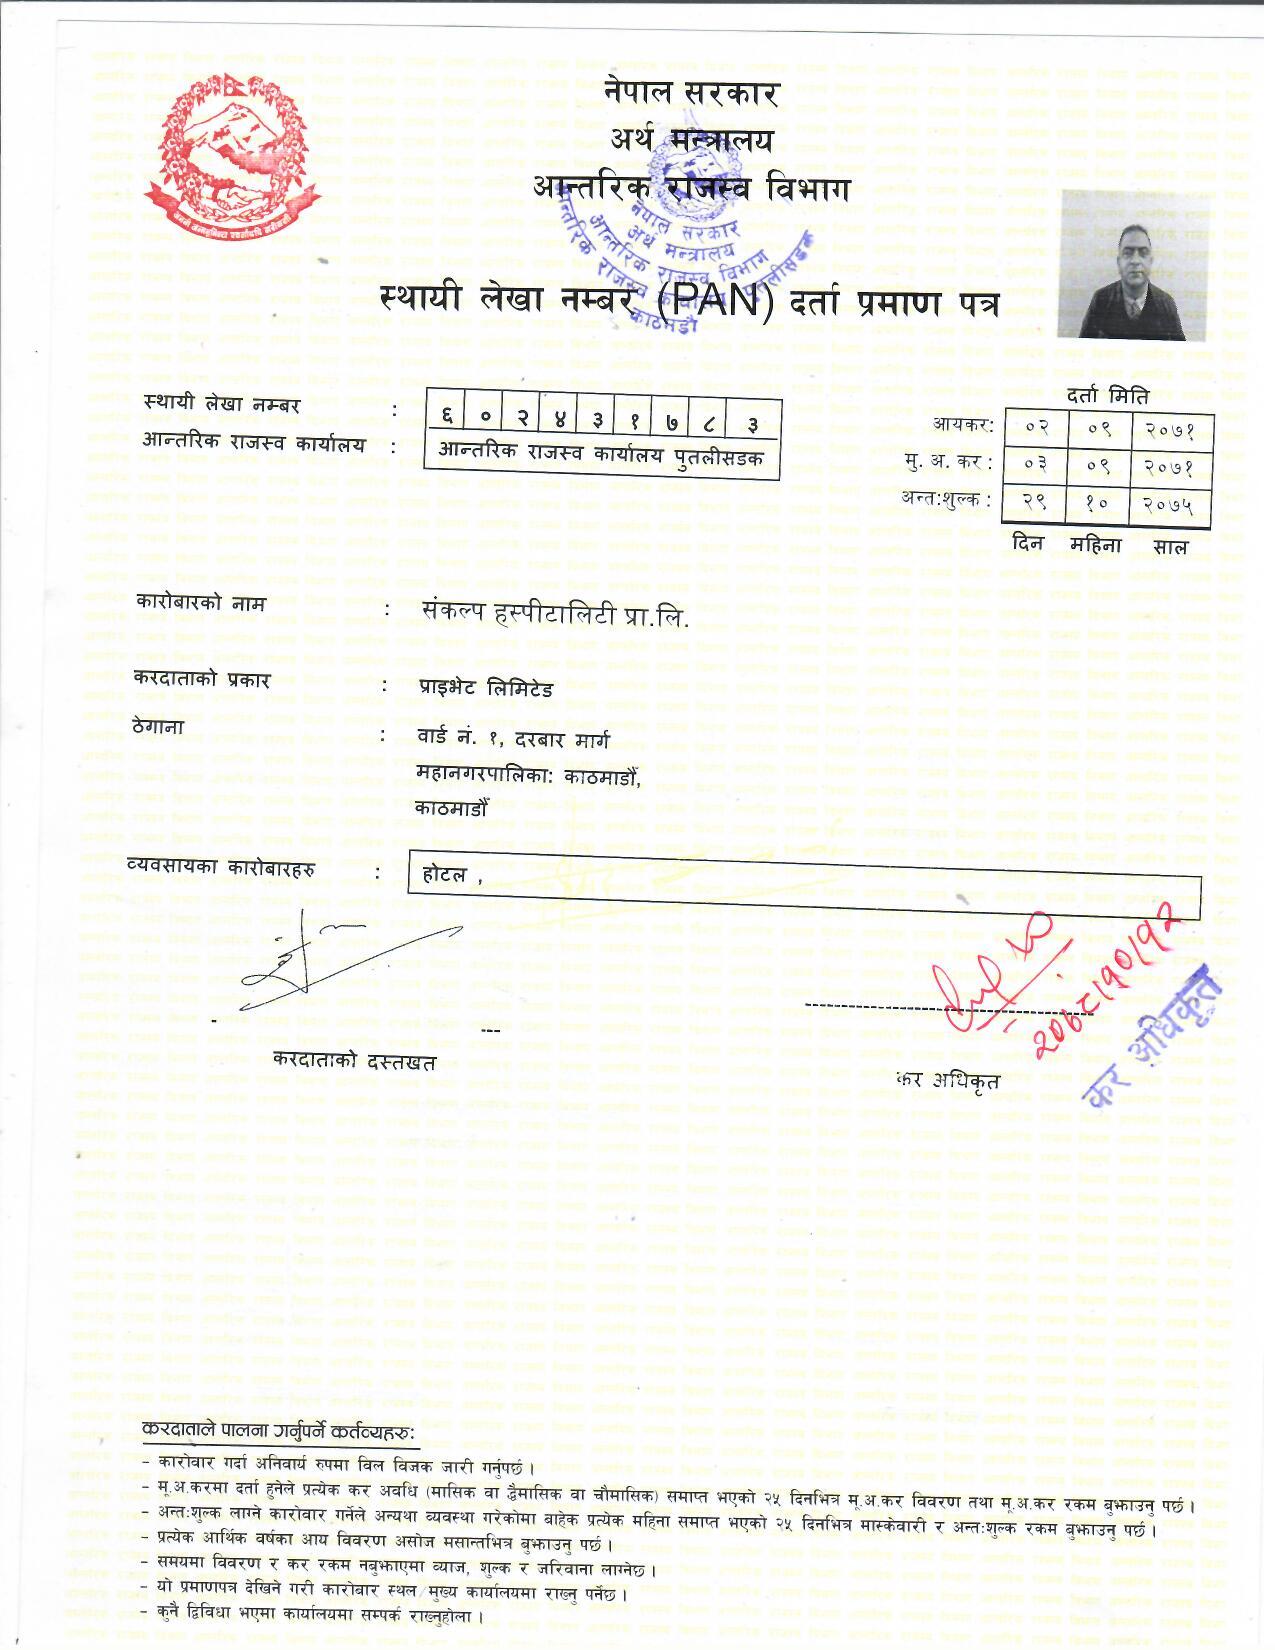 नेपाल सरकार
अर्थ मन्त्रालय
आन्तरिक राजस्व विभाग
नेपाल सरकार
अर्थ मन्त्रालय
आन्तरिक राजस्व विभाग
आन्तरिक राजस्व कार्यालय पुतलीसडक
काठमाडौं
स्थायी लेखा नम्बर (PAN) दर्ता प्रमाण पत्र
स्थायी लेखा नम्बर : ६ ० २ ४ ३ १ ७ ८ ३
आन्तरिक राजस्व कार्यालय : आन्तरिक राजस्व कार्यालय पुतलीसडक
दर्ता मिति
आयकर: ०२ ०९ २०७१
मु. अ. कर : ०३ ०९ २०७१
अन्त:शुल्क : २९ १० २०७५
दिन महिना साल
कारोबारको नाम : संकल्प हस्पीटालिटी प्रा.लि.
करदाताको प्रकार : प्राइभेट लिमिटेड
ठेगाना : वार्ड नं. १, दरबार मार्ग
महानगरपालिका: काठमाडौं,
काठमाडौं
व्यवसायका कारोबारहरु : होटल ,
करदाताको दस्तखत
कर अधिकृत
कर अधिकृत
करदाताले पालना गर्नुपर्ने कर्तव्यहरुः
- कारोवार गर्दा अनिवार्य रुपमा विल विजक जारी गर्नुपर्छ ।
- मू.अ.करमा दर्ता हुनेले प्रत्येक कर अवधि (मासिक वा द्वैमासिक वा चौमासिक) समाप्त भएको २५ दिनभित्र मू.अ.कर विवरण तथा मू.अ.कर रकम बुझाउनु पर्छ ।
- अन्तःशुल्क लाग्ने कारोवार गर्नेले अन्यथा व्यवस्था गरेकोमा बाहेक प्रत्येक महिना समाप्त भएको २५ दिनभित्र मास्केवारी र अन्तःशुल्क रकम बुझाउनु पर्छ ।
- प्रत्येक आर्थिक वर्षका आय विवरण असोज मसान्तभित्र बुझाउनु पर्छ ।
- समयमा विवरण र कर रकम नबुझाएमा व्याज, शुल्क र जरिवाना लाग्नेछ ।
- यो प्रमाणपत्र देखिने गरी कारोबार स्थल/मुख्य कार्यालयमा राख्नु पर्नेछ ।
- कुनै द्विविधा भएमा कार्यालयमा सम्पर्क राख्नुहोला ।